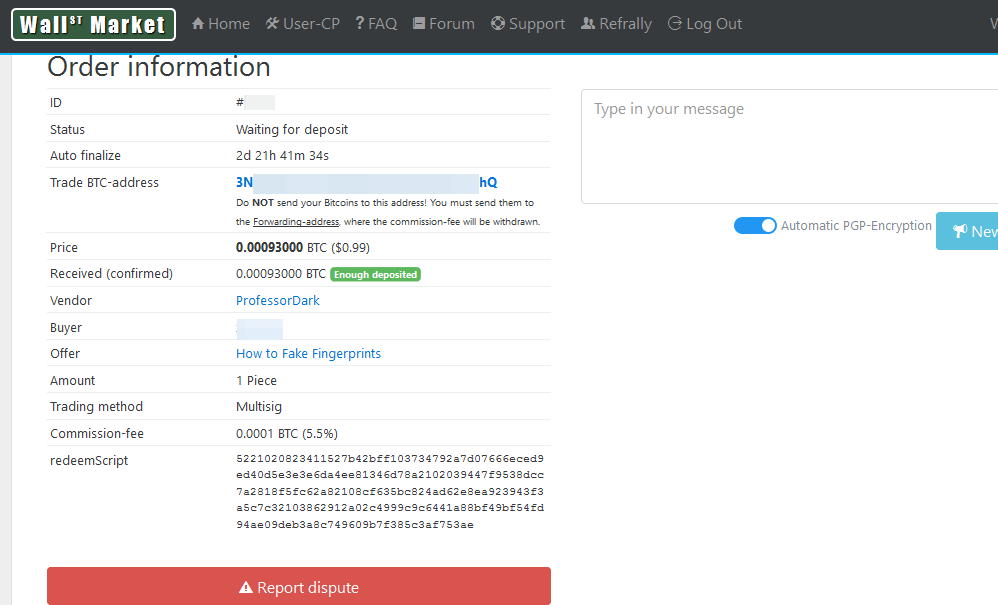 Wall ST Market Home User-CP FAQ Forum Support Refrally Log Out
Order information
ID #
Status Waiting for deposit
Auto finalize 2d 21h 41m 34s
Trade BTC-address 3N hQ
Do NOT send your Bitcoins to this address! You must send them to
the Forwarding-address, where the commission-fee will be withdrawn.
Price 0.00093000 BTC ($0.99)
Received (confirmed) 0.00093000 BTC Enough deposited
Vendor ProfessorDark
Buyer
Offer How to Fake Fingerprints
Amount 1 Piece
Trading method Multisig
Commission-fee 0.0001 BTC (5.5%)
redeemScript 5221020823411527b42bff103734792a7d07666eced9
ed40d5e3e3e6da4ee81346d78a2102039447f9538dcc
7a2818f5fc62a82108cf635bc824ad62e8ea923943f3
a5c7c32103862912a02c4999c9c6441a88bf49bf54fd
94ae09deb3a8c749609b7f385c3af753ae
Report dispute
Type in your message
Automatic PGP-Encryption New